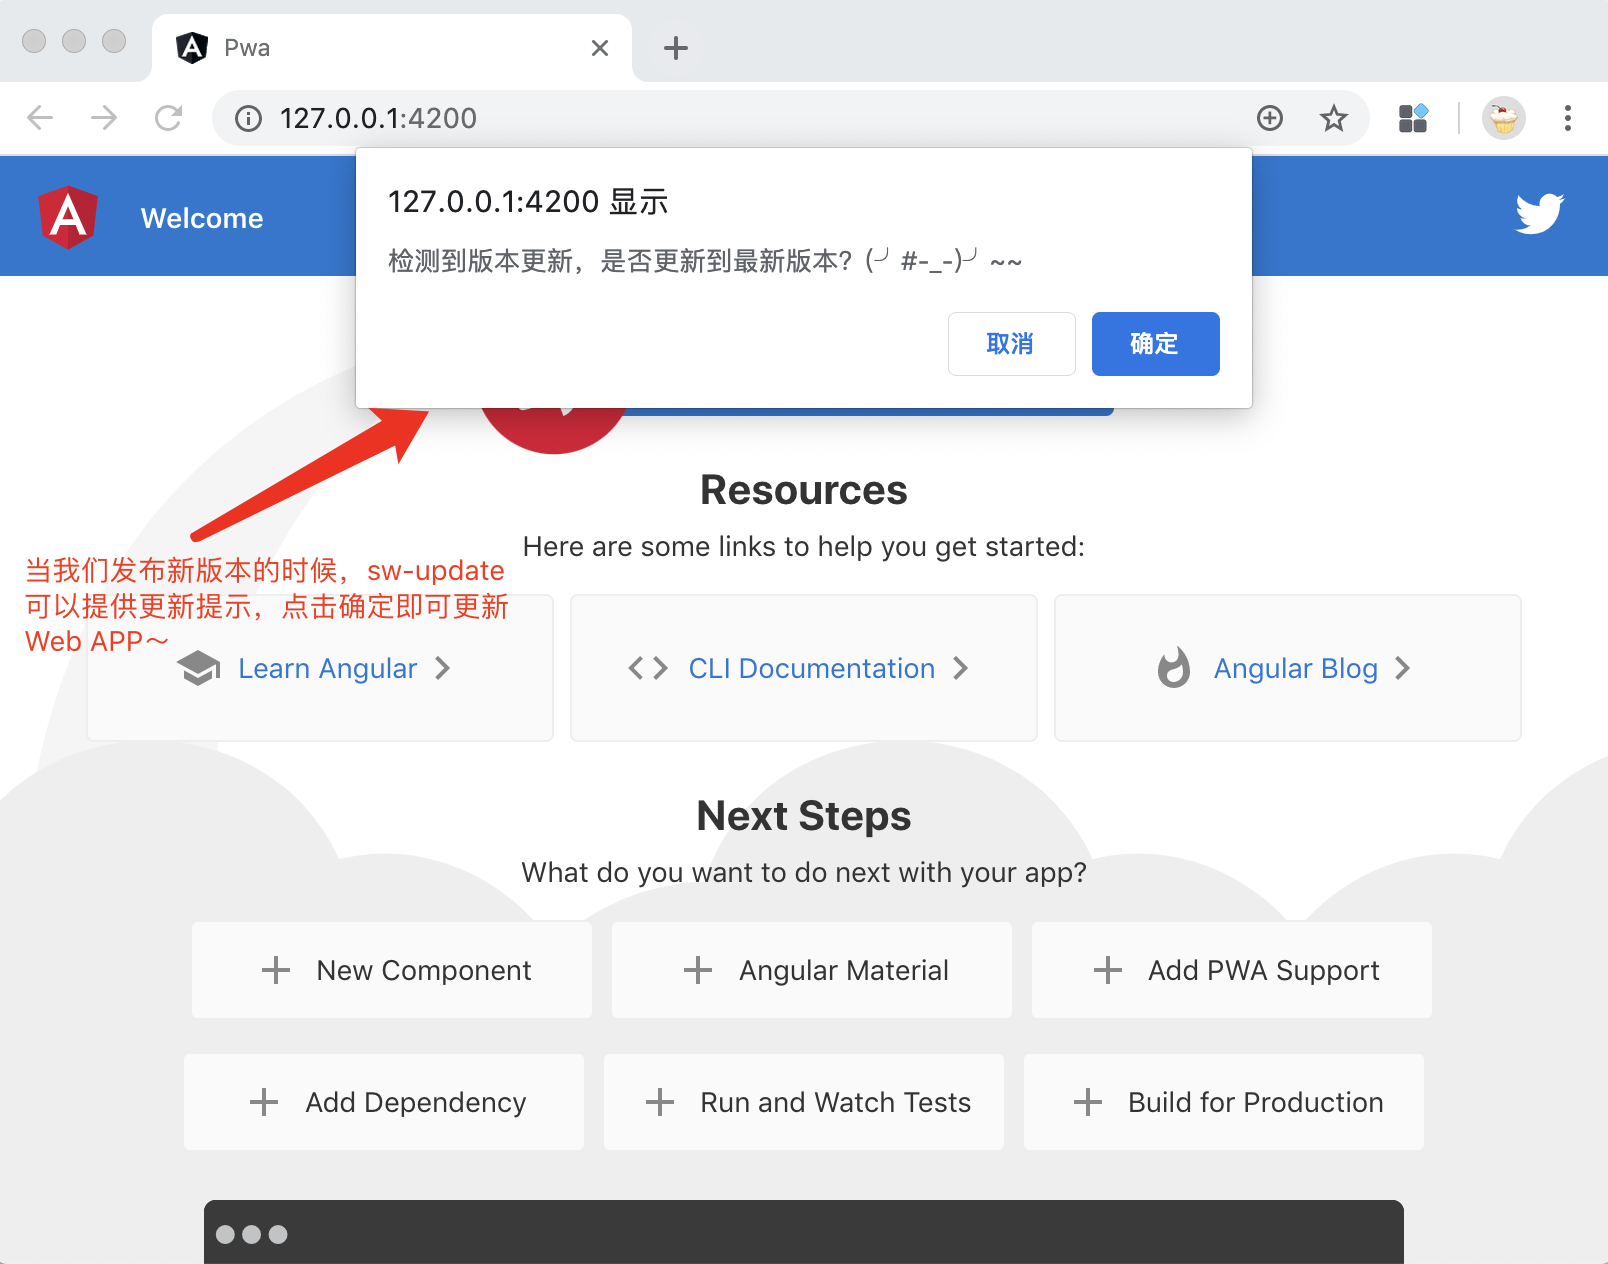 Pwa
127.0.0.1:4200
Welcome
127.0.0.1:4200 显示
检测到版本更新，是否更新到最新版本？(╯#-_-)╯~~
取消
确定
Resources
Here are some links to help you get started:
当我们发布新版本的时候，sw-update
可以提供更新提示，点击确定即可更新
Web APP～
Learn Angular
CLI Documentation
Angular Blog
Next Steps
What do you want to do next with your app?
New Component
Angular Material
Add PWA Support
Add Dependency
Run and Watch Tests
Build for Production